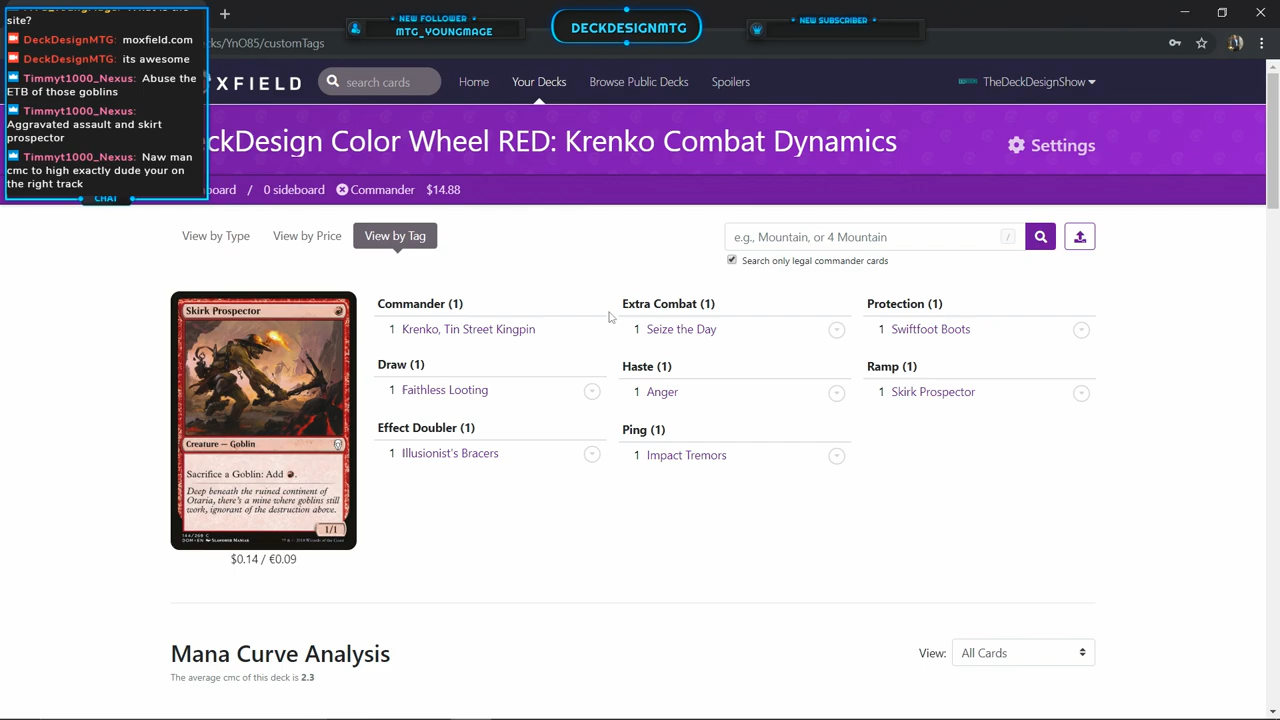 site?
DeckDesignMTG: moxfield.com
DeckDesignMTG: its awesome
Timmyt1000_Nexus: Abuse the
ETB of those goblins
Timmyt1000_Nexus:
Aggravated assault and skirt
prospector
Timmyt1000_Nexus: Naw man
cmc to high exactly dude your on
the right track
CHAT
NEW FOLLOWER
MTG_YOUNGMAGE
DECKDESIGNMTG
NEW SUBSCRIBER
ks/YnO85/customTags
XFIELD
search cards
Home
Your Decks
Browse Public Decks
Spoilers
TheDeckDesignShow
ckDesign Color Wheel RED: Krenko Combat Dynamics
Settings
board / 0 sideboard / Commander $14.88
View by Type
View by Price
View by Tag
e.g., Mountain, or 4 Mountain
/
Search only legal commander cards
Skirk Prospector
Creature — Goblin
Sacrifice a Goblin: Add
Deep beneath the ruined continent of
Otaria, there's a mine where goblins still
work, ignorant of the destruction above.
1/1
$0.14 / €0.09
Commander (1)
1 Krenko, Tin Street Kingpin
Draw (1)
1 Faithless Looting
Effect Doubler (1)
1 Illusionist's Bracers
Extra Combat (1)
1 Seize the Day
Haste (1)
1 Anger
Ping (1)
1 Impact Tremors
Protection (1)
1 Swiftfoot Boots
Ramp (1)
1 Skirk Prospector
Mana Curve Analysis
The average cmc of this deck is 2.3
View:
All Cards